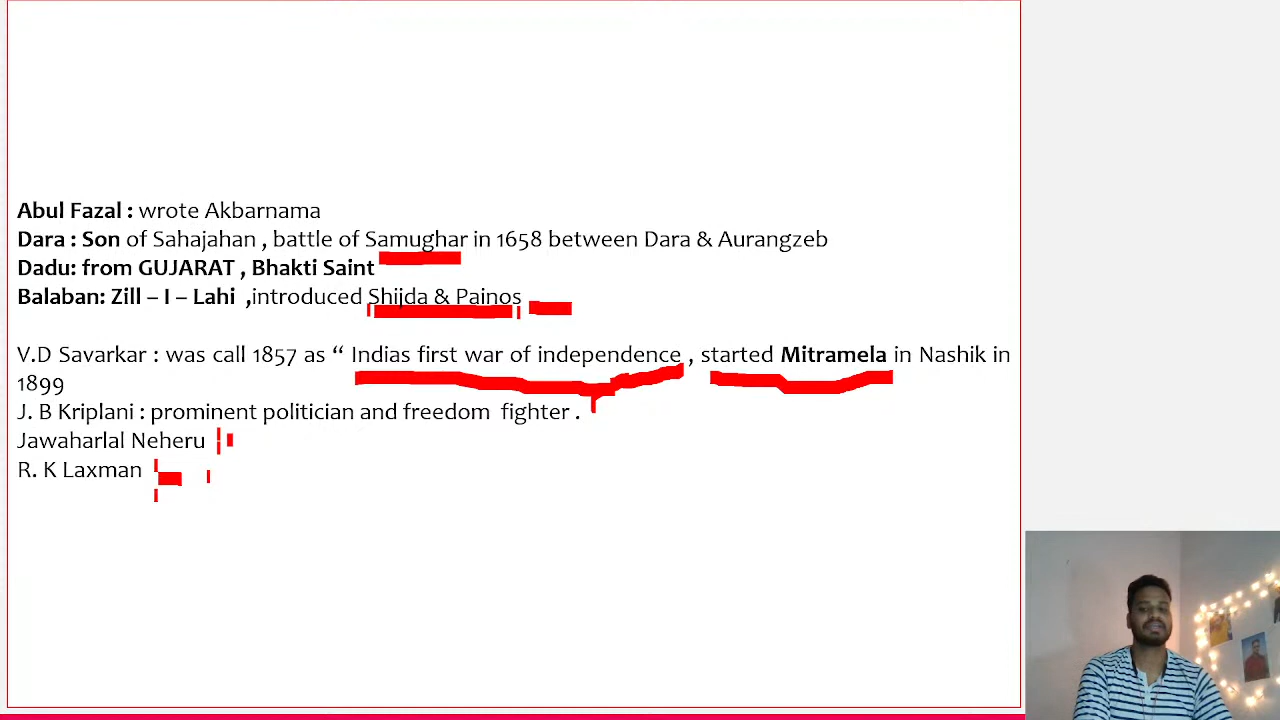 Abul Fazal : wrote Akbarnama
Dara : Son of Sahajahan , battle of Samughar in 1658 between Dara & Aurangzeb
Dadu: from GUJARAT , Bhakti Saint
Balaban: Zill – I – Lahi ,introduced Shijda & Painos
V.D Savarkar : was call 1857 as “ Indias first war of independence , started Mitramela in Nashik in
1899
J. B Kriplani : prominent politician and freedom fighter .
Jawaharlal Neheru
R. K Laxman